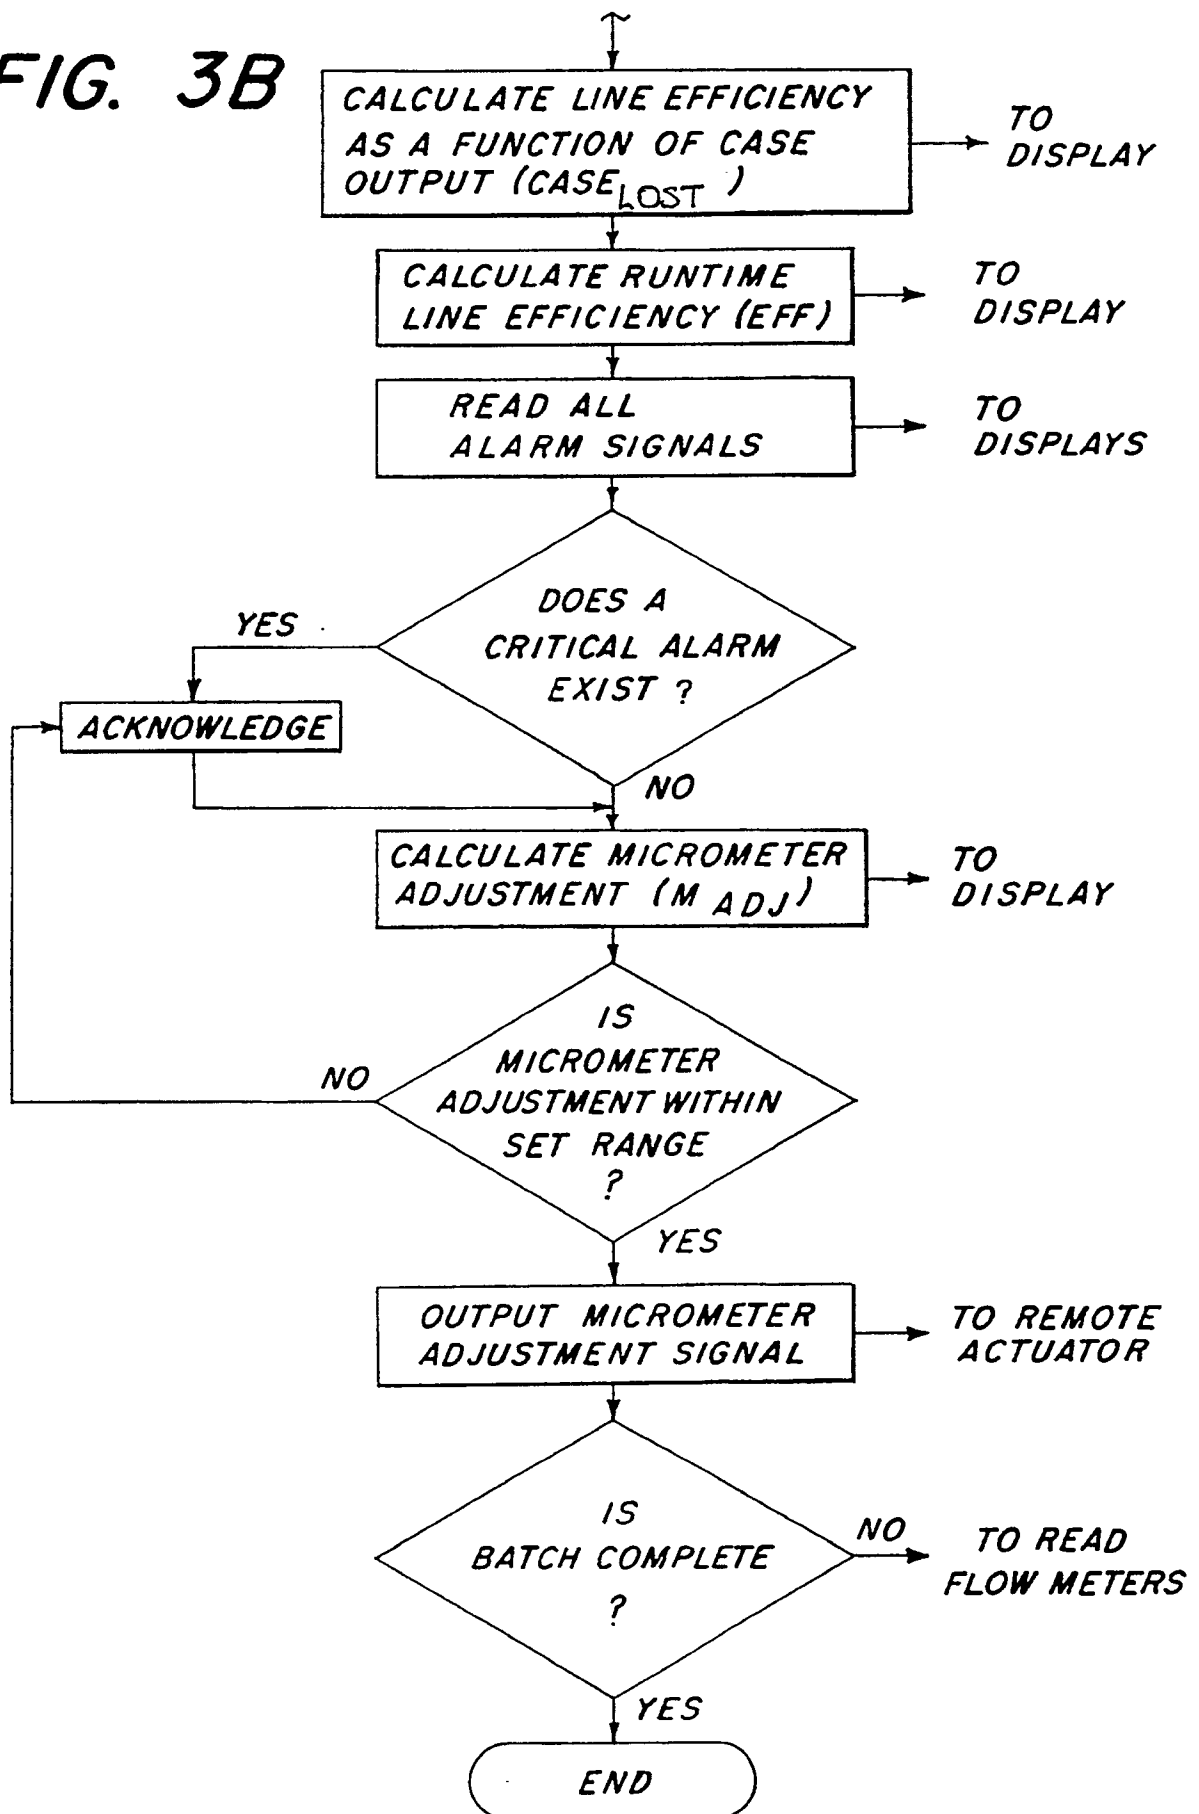 FIG. 3B
CALCULATE LINE EFFICIENCY
AS A FUNCTION OF CASE
OUTPUT (CASE LOST )
TO
DISPLAY
CALCULATE RUNTIME
LINE EFFICIENCY (EFF)
TO
DISPLAY
READ ALL
ALARM SIGNALS
TO
DISPLAYS
DOES A
CRITICAL ALARM
EXIST ?
YES
ACKNOWLEDGE
NO
CALCULATE MICROMETER
ADJUSTMENT (M ADJ)
TO
DISPLAY
IS
MICROMETER
ADJUSTMENT WITHIN
SET RANGE
?
NO
YES
OUTPUT MICROMETER
ADJUSTMENT SIGNAL
TO REMOTE
ACTUATOR
IS
BATCH COMPLETE
?
NO
TO READ
FLOW METERS
YES
END